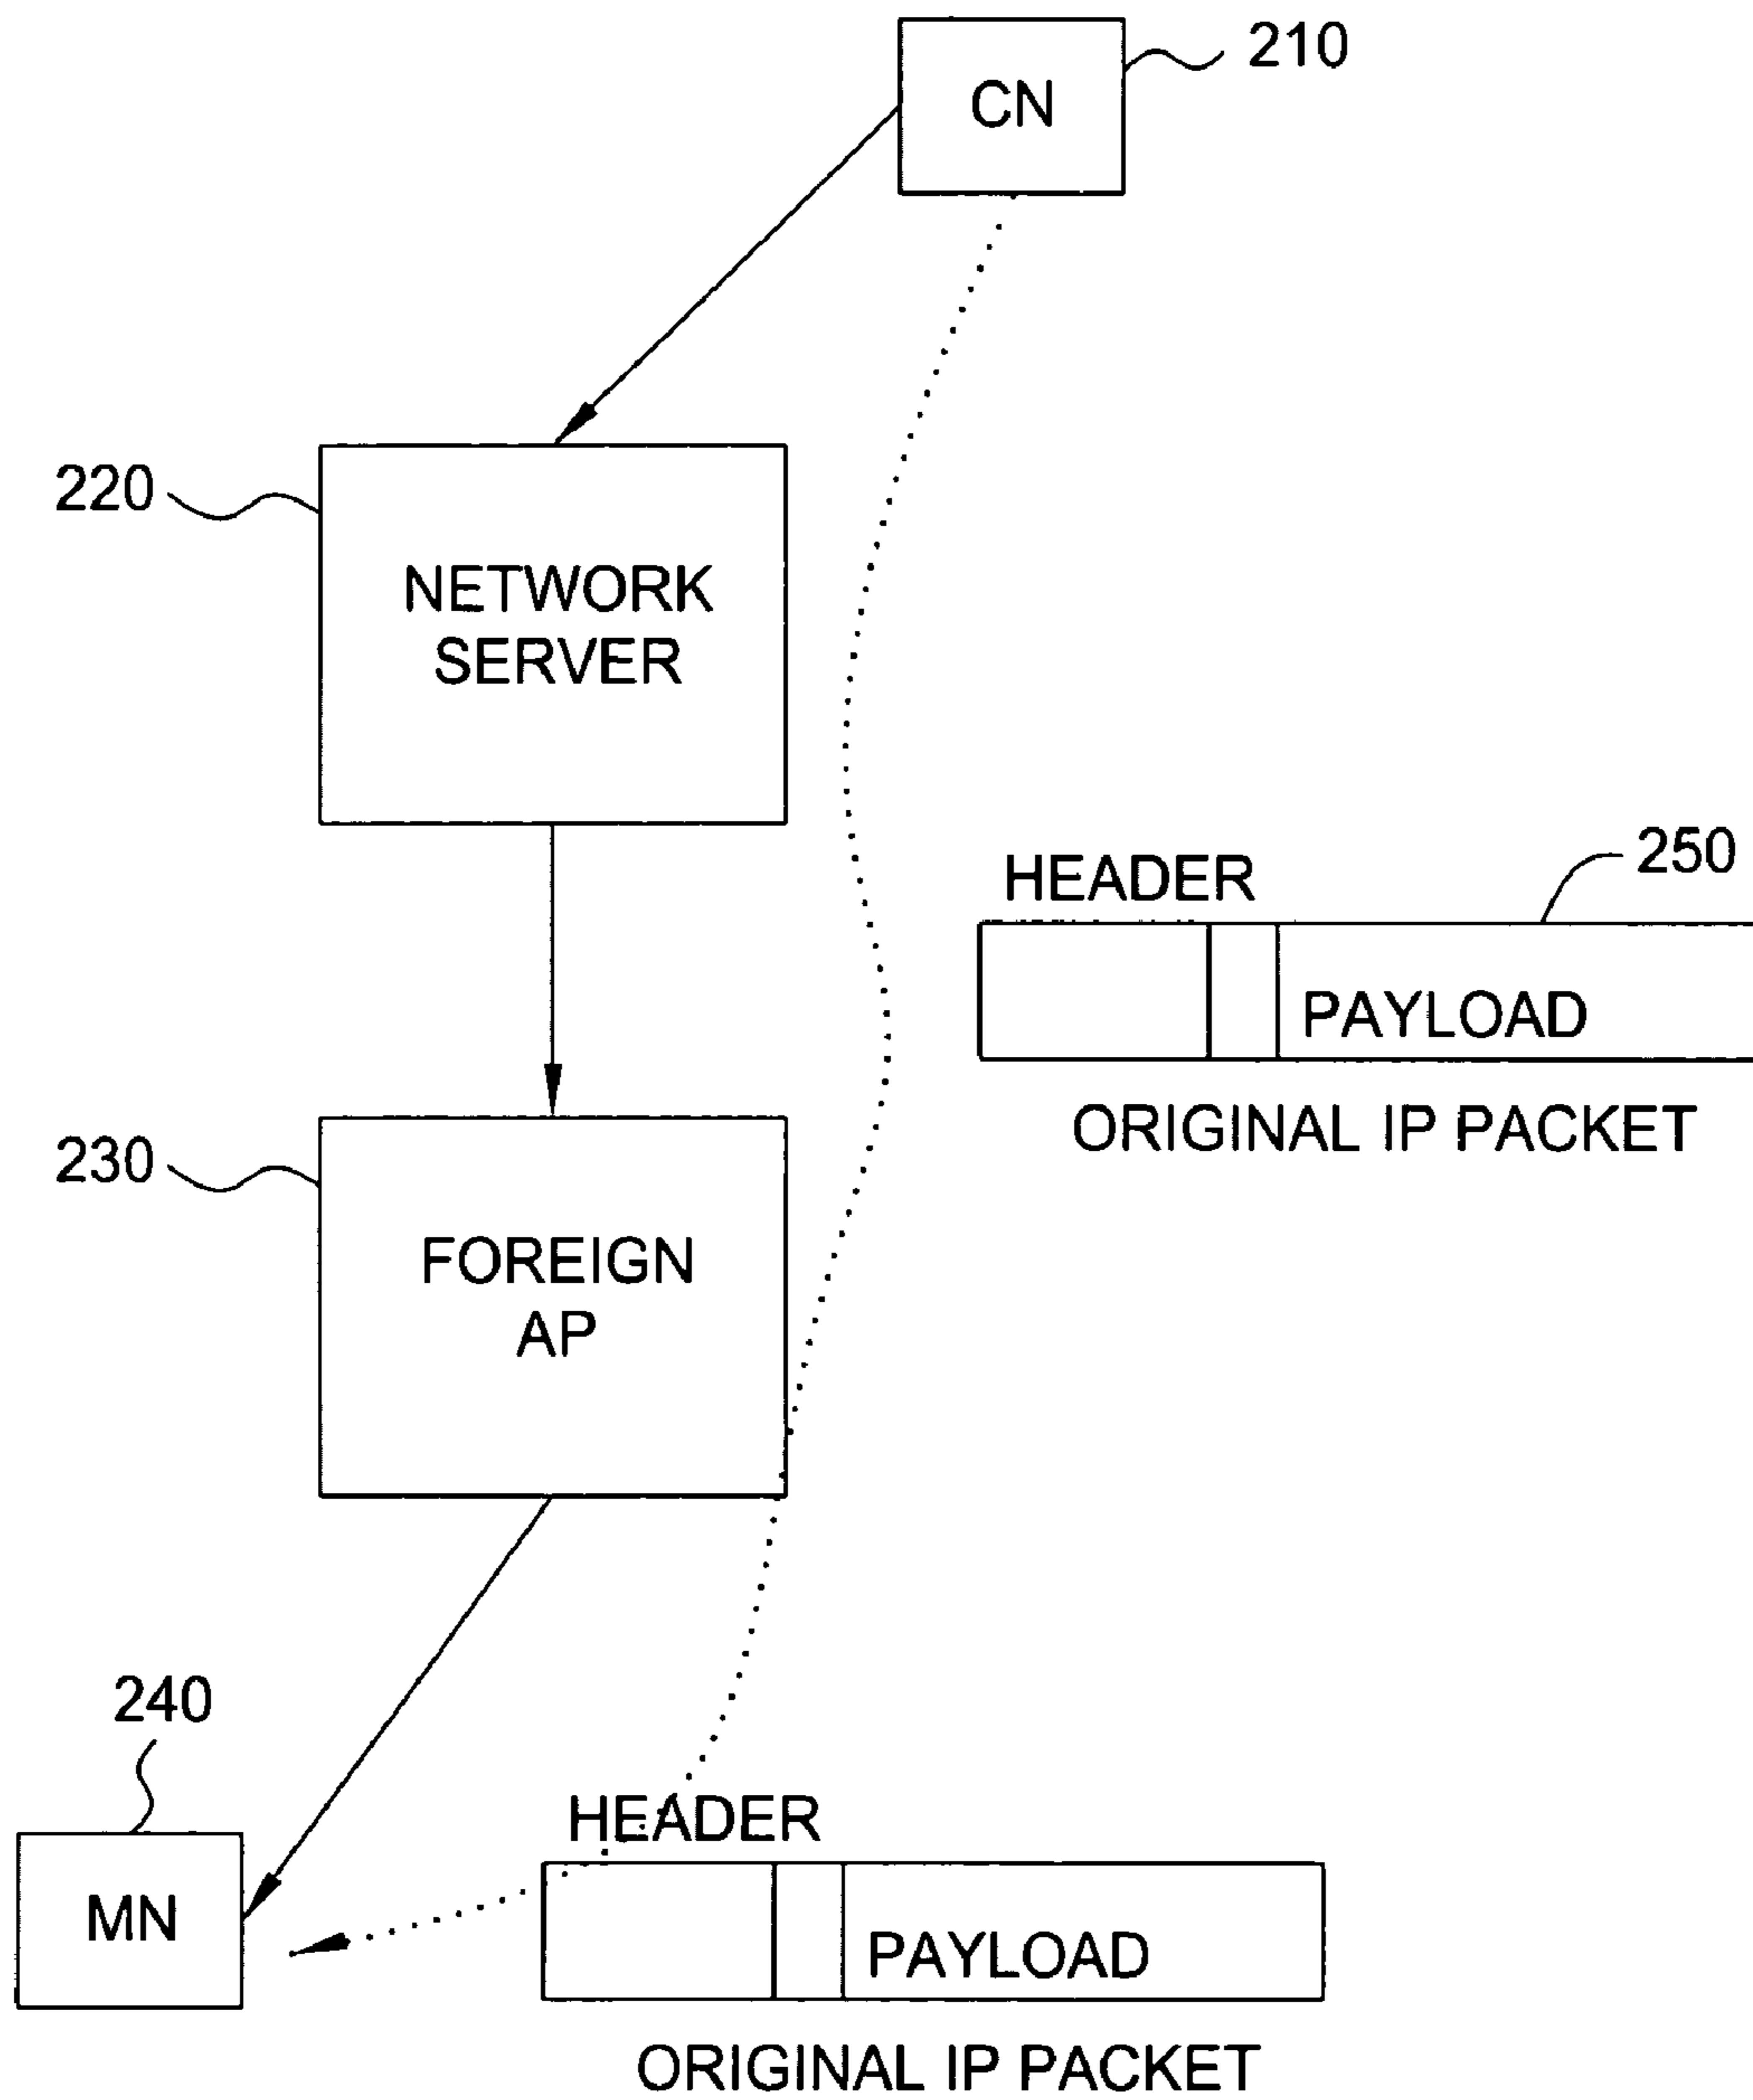 210
CN
220
NETWORK
SERVER
HEADER
250
PAYLOAD
ORIGINAL IP PACKET
230
FOREIGN
AP
240
MN
HEADER
PAYLOAD
ORIGINAL IP PACKET